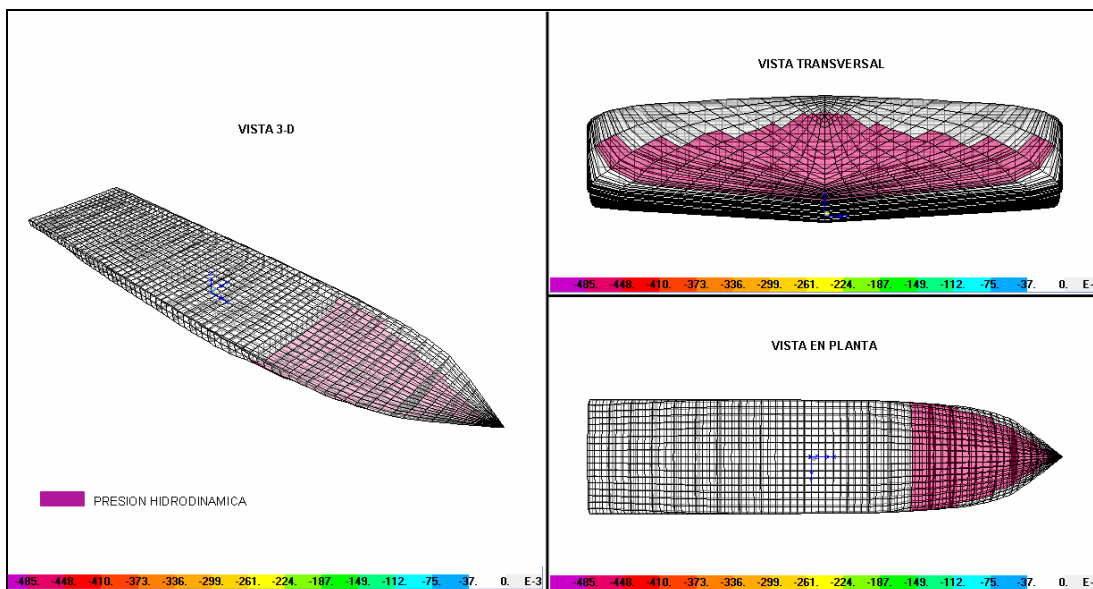 VISTA 3-D
PRESION HIDRODINAMICA
-485. -448. -410. -373. -336. -299. -261. -224. -187. -149. -112. -75. -37. 0. E-3
VISTA TRANSVERSAL
-485. -448. -410. -373. -336. -299. -261. -224. -187. -149. -112. -75. -37. 0. E-
VISTA EN PLANTA
-485. -448. -410. -373. -336. -299. -261. -224. -187. -149. -112. -75. -37. 0. E-